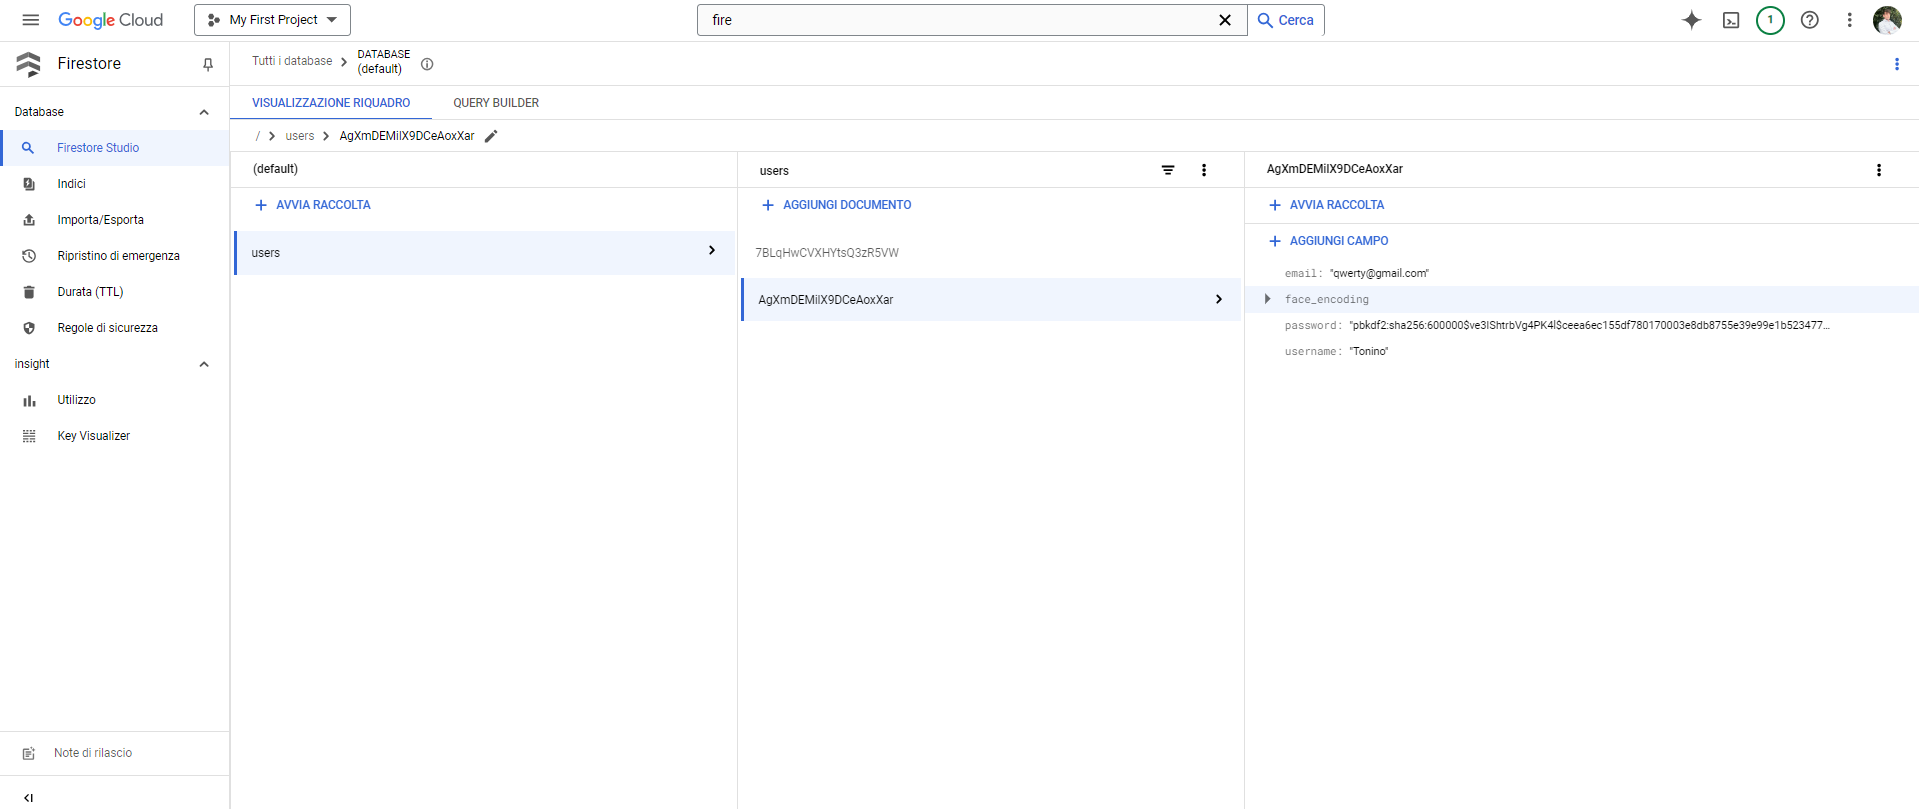 Google Cloud
My First Project
fire
Cerca
1
Firestore
Tutti i database
DATABASE
(default)
Database
VISUALIZZAZIONE RIQUADRO
QUERY BUILDER
/
users
AgXmDEMiIX9DCeAoxXar
Firestore Studio
Indici
Importa/Esporta
Ripristino di emergenza
Durata (TTL)
Regole di sicurezza
insight
Utilizzo
Key Visualizer
Note di rilascio
(default)
AVVIA RACCOLTA
users
users
AGGIUNGI DOCUMENTO
7BLqHwCVXHYtsQ3zR5VW
AgXmDEMiIX9DCeAoxXar
AgXmDEMiIX9DCeAoxXar
AVVIA RACCOLTA
AGGIUNGI CAMPO
email: "qwerty@gmail.com"
face_encoding
password: "pbkdf2:sha256:600000$ve3IShtrbVg4PK4l$ceea6ec155df780170003e8db8755e39e99e1b523477...
username: "Tonino"